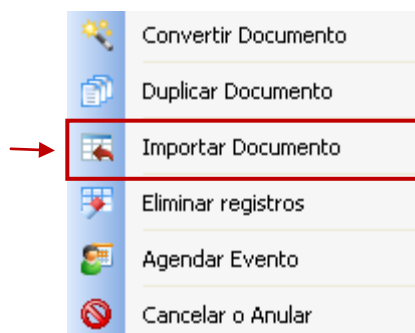 Convertir Documento
Duplicar Documento
Importar Documento
Eliminar registros
Agendar Evento
Cancelar o Anular